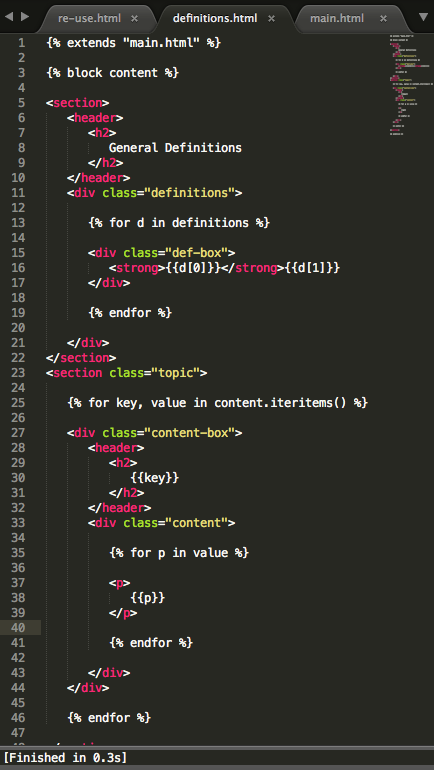 re-use.html × definitions.html × main.html ×
1 {% extends "main.html" %}
2
3 {% block content %}
4
5 <section>
6 <header>
7 <h2>
8 General Definitions
9 </h2>
10 </header>
11 <div class="definitions">
12
13 {% for d in definitions %}
14
15 <div class="def-box">
16 <strong>{{d[0]}}</strong>{{d[1]}}
17 </div>
18
19 {% endfor %}
20
21 </div>
22 </section>
23 <section class="topic">
24
25 {% for key, value in content.iteritems() %}
26
27 <div class="content-box">
28 <header>
29 <h2>
30 {{key}}
31 </h2>
32 </header>
33 <div class="content">
34
35 {% for p in value %}
36
37 <p>
38 {{p}}
39 </p>
40
41 {% endfor %}
42
43 </div>
44 </div>
45
46 {% endfor %}
47
[Finished in 0.3s]